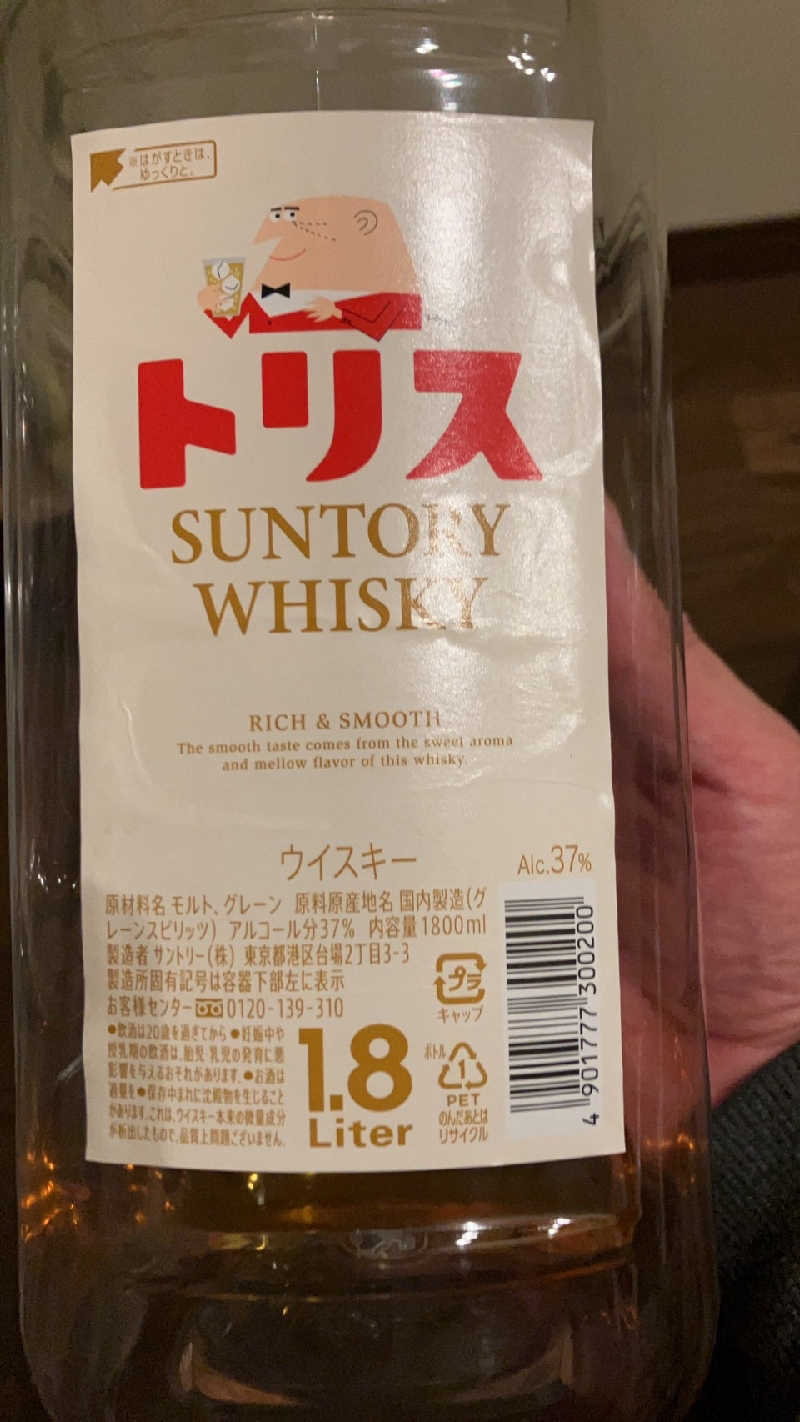 ※はがすときは、
ゆっくりと。
トリス
SUNTORY
WHISKY
RICH & SMOOTH
The smooth taste comes from the sweet aroma
and mellow flavor of this whisky.
ウイスキー
Alc.37%
原材料名 モルト、グレーン 原料原産地名 国内製造(グ
レーンスピリッツ) アルコール分37% 内容量1800ml
製造者 サントリー(株) 東京都港区台場2丁目3-3
製造所固有記号は容器下部左に表示
お客様センター 0120-139-310
●飲酒は20歳を過ぎてから ●妊娠中や
授乳期の飲酒は、胎児・乳児の発育に悪
影響を与えるおそれがあります。●お酒は
適量を ●保存中まれに沈殿物を生じること
がありますが、これは、ウイスキー本来の微量成分
が析出したもので、品質上問題ございません。
1.8
Liter
プラ
キャップ
ボトル
1
PET
のんだあとは
リサイクル
4 901777 300200